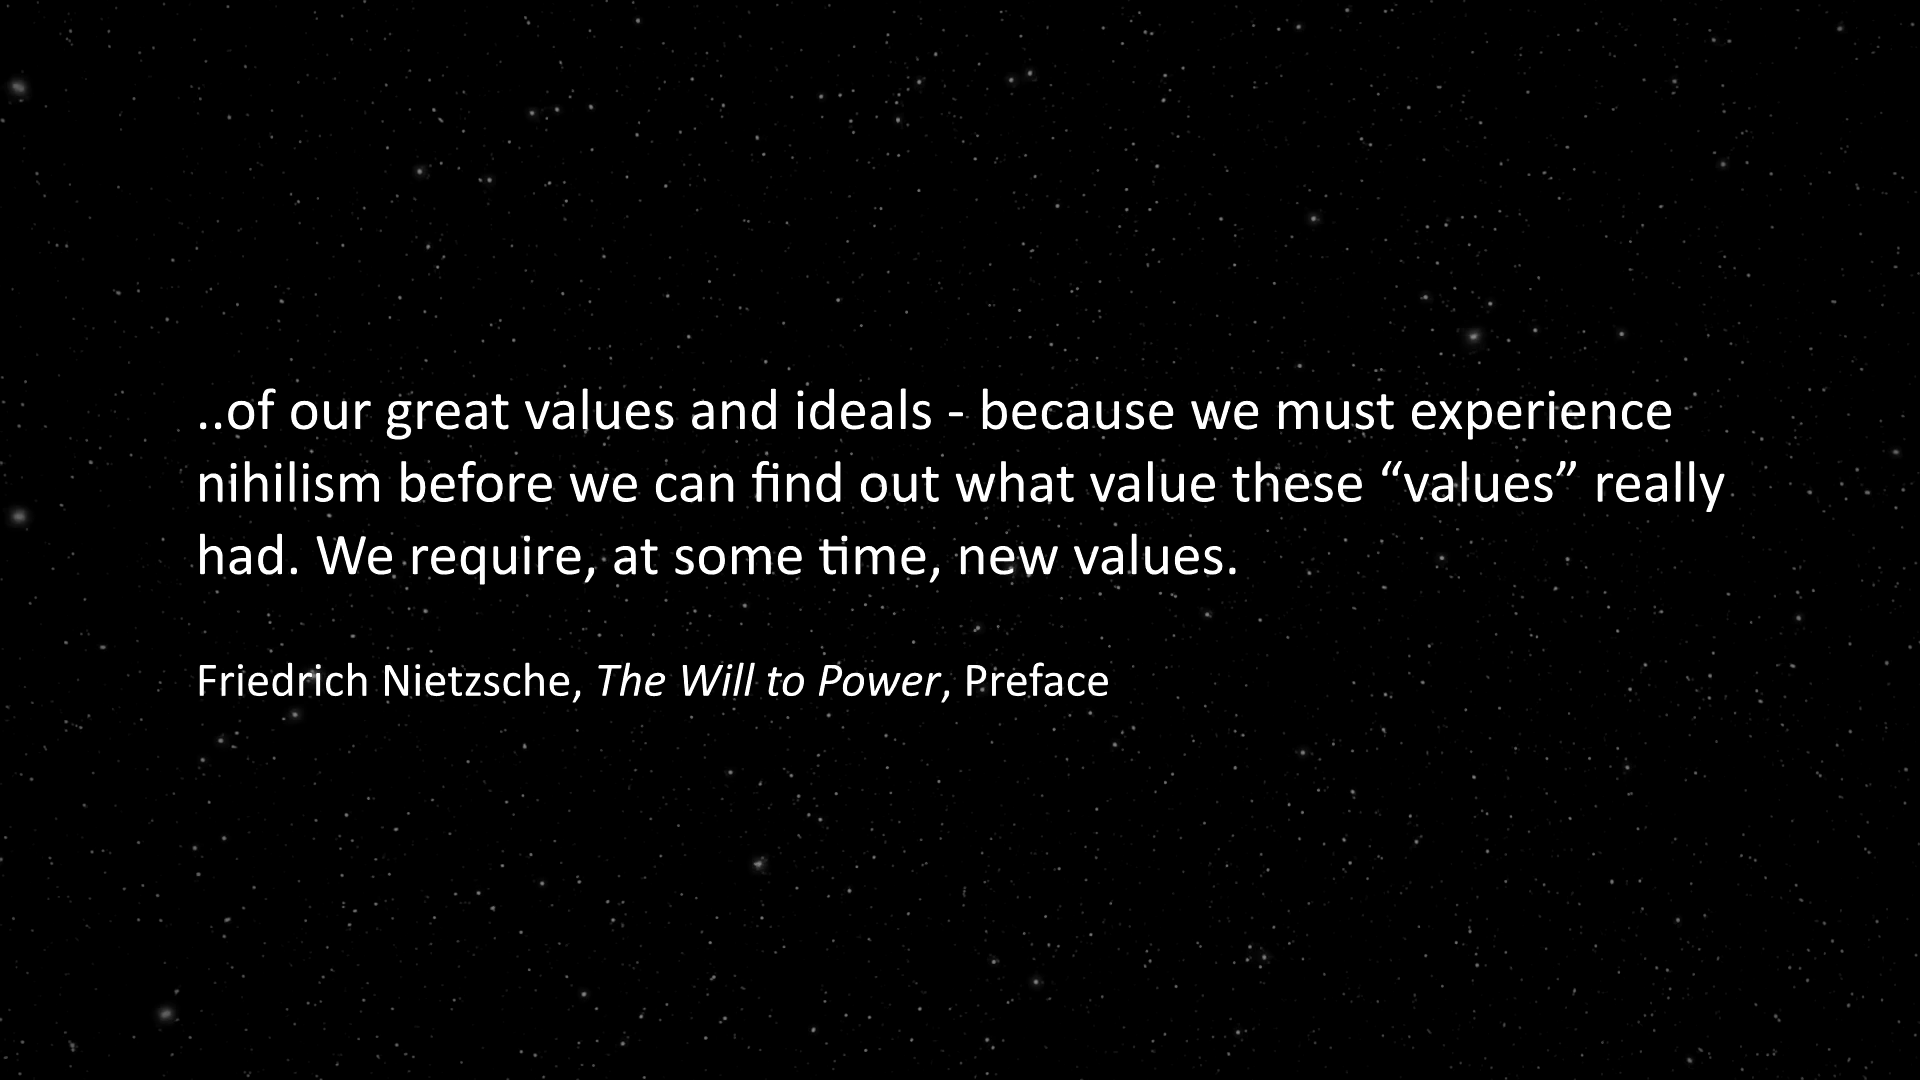 ..of our great values and ideals - because we must experience
nihilism before we can find out what value these “values” really
had. We require, at some time, new values.
Friedrich Nietzsche, The Will to Power, Preface